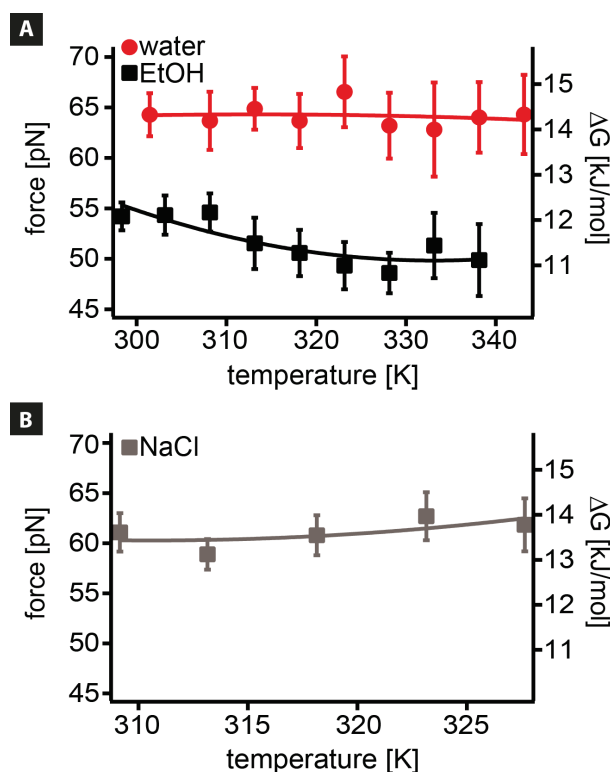 A
water
EtOH
70
65
60
55
50
45
force [pN]
15
14
13
12
11
ΔG [kJ/mol]
300 310 320 330 340
temperature [K]
B
NaCl
70
65
60
55
50
45
force [pN]
15
14
13
12
11
ΔG [kJ/mol]
310 315 320 325
temperature [K]